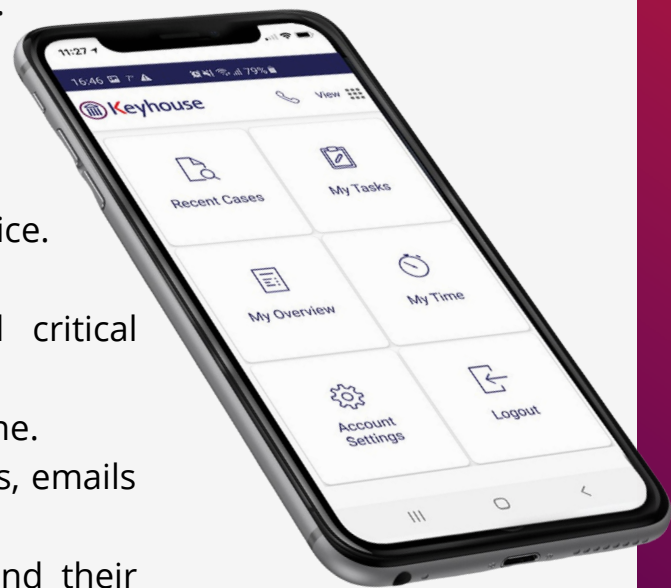 ice.
l critical
ne.
s, emails
nd their
11:27
16:46 79%
Keyhouse
View
Recent Cases
My Tasks
My Overview
My Time
Account
Settings
Logout